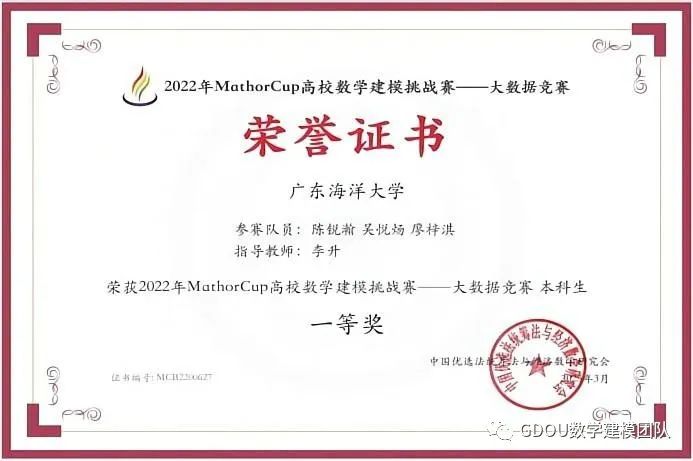 2022年MathorCup高校数学建模挑战赛——大数据竞赛
荣誉证书
广东海洋大学
参赛队员：陈锐瀚 吴悦炀 廖梓淇
指导教师：李升
荣获2022年MathorCup高校数学建模挑战赛——大数据竞赛 本科生
一等奖
中国优选法统筹法与经济数学研究会
证书编号: MCB2200627
年3月
GDOU数学建模团队